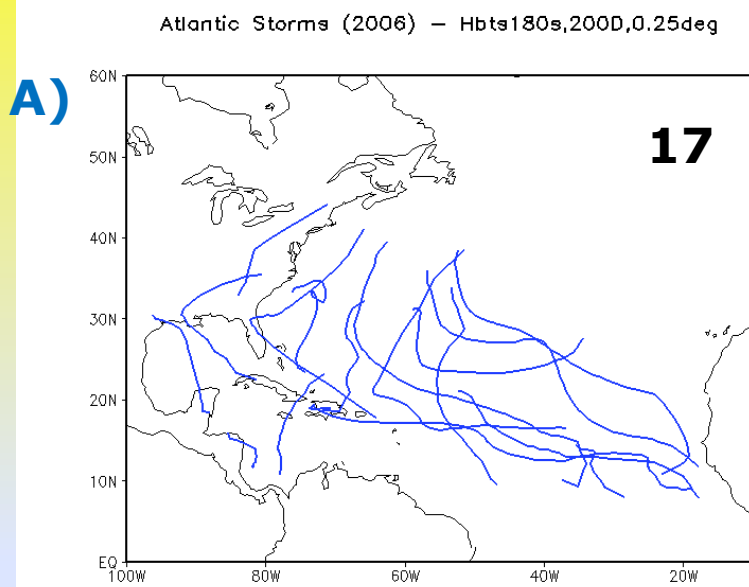 Atlantic Storms (2006) – Hbts180s,200D,0.25deg
A)
17
60N
50N
40N
30N
20N
10N
EQ
100W 80W 60W 40W 20W